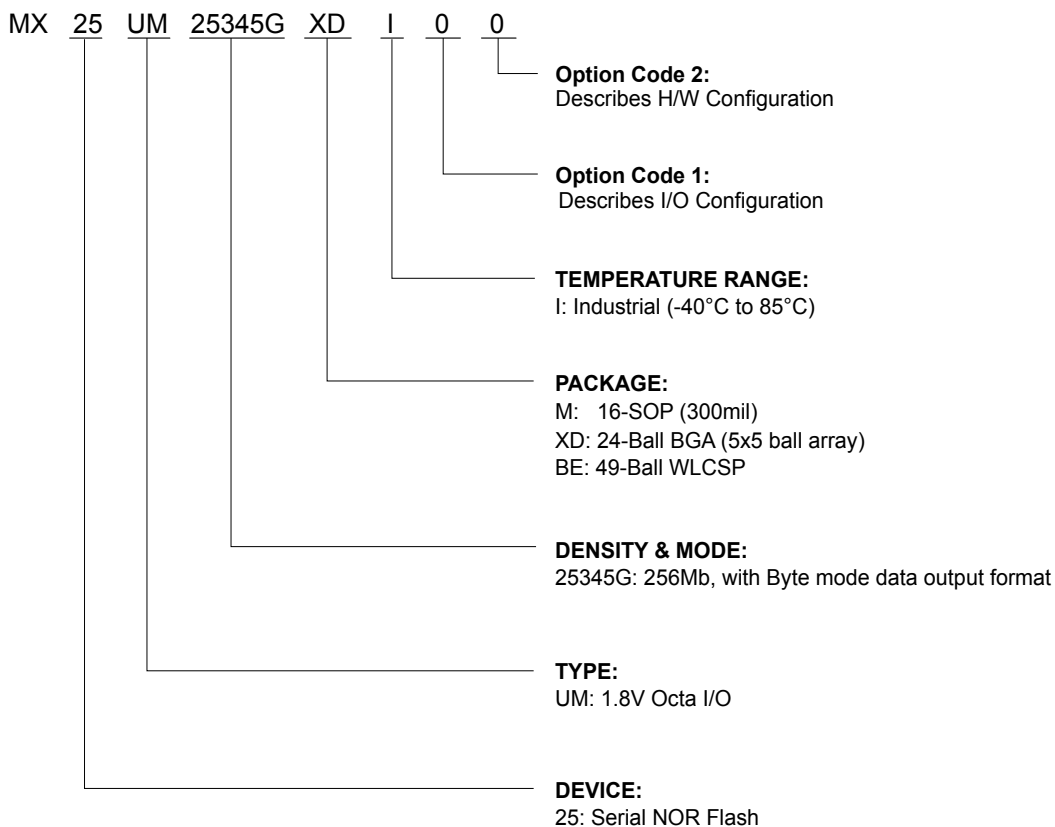 MX 25 UM 25345G XD I 0 0
Option Code 2:
Describes H/W Configuration
Option Code 1:
Describes I/O Configuration
TEMPERATURE RANGE:
I: Industrial (-40°C to 85°C)
PACKAGE:
M: 16-SOP (300mil)
XD: 24-Ball BGA (5x5 ball array)
BE: 49-Ball WLCSP
DENSITY & MODE:
25345G: 256Mb, with Byte mode data output format
TYPE:
UM: 1.8V Octa I/O
DEVICE:
25: Serial NOR Flash